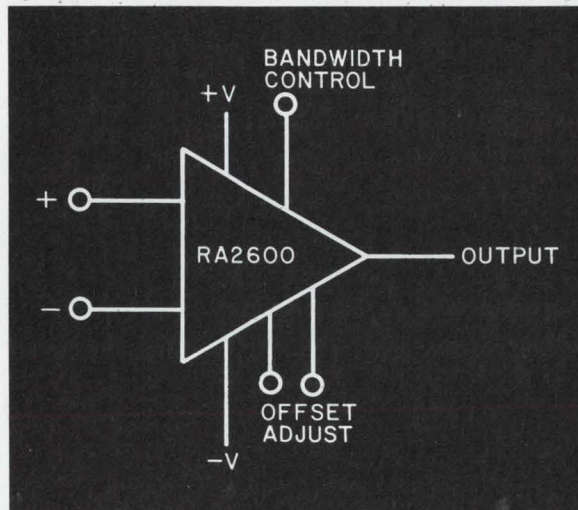 BANDWIDTH
CONTROL
+V
+
RA2600
OUTPUT
-
OFFSET
ADJUST
-V